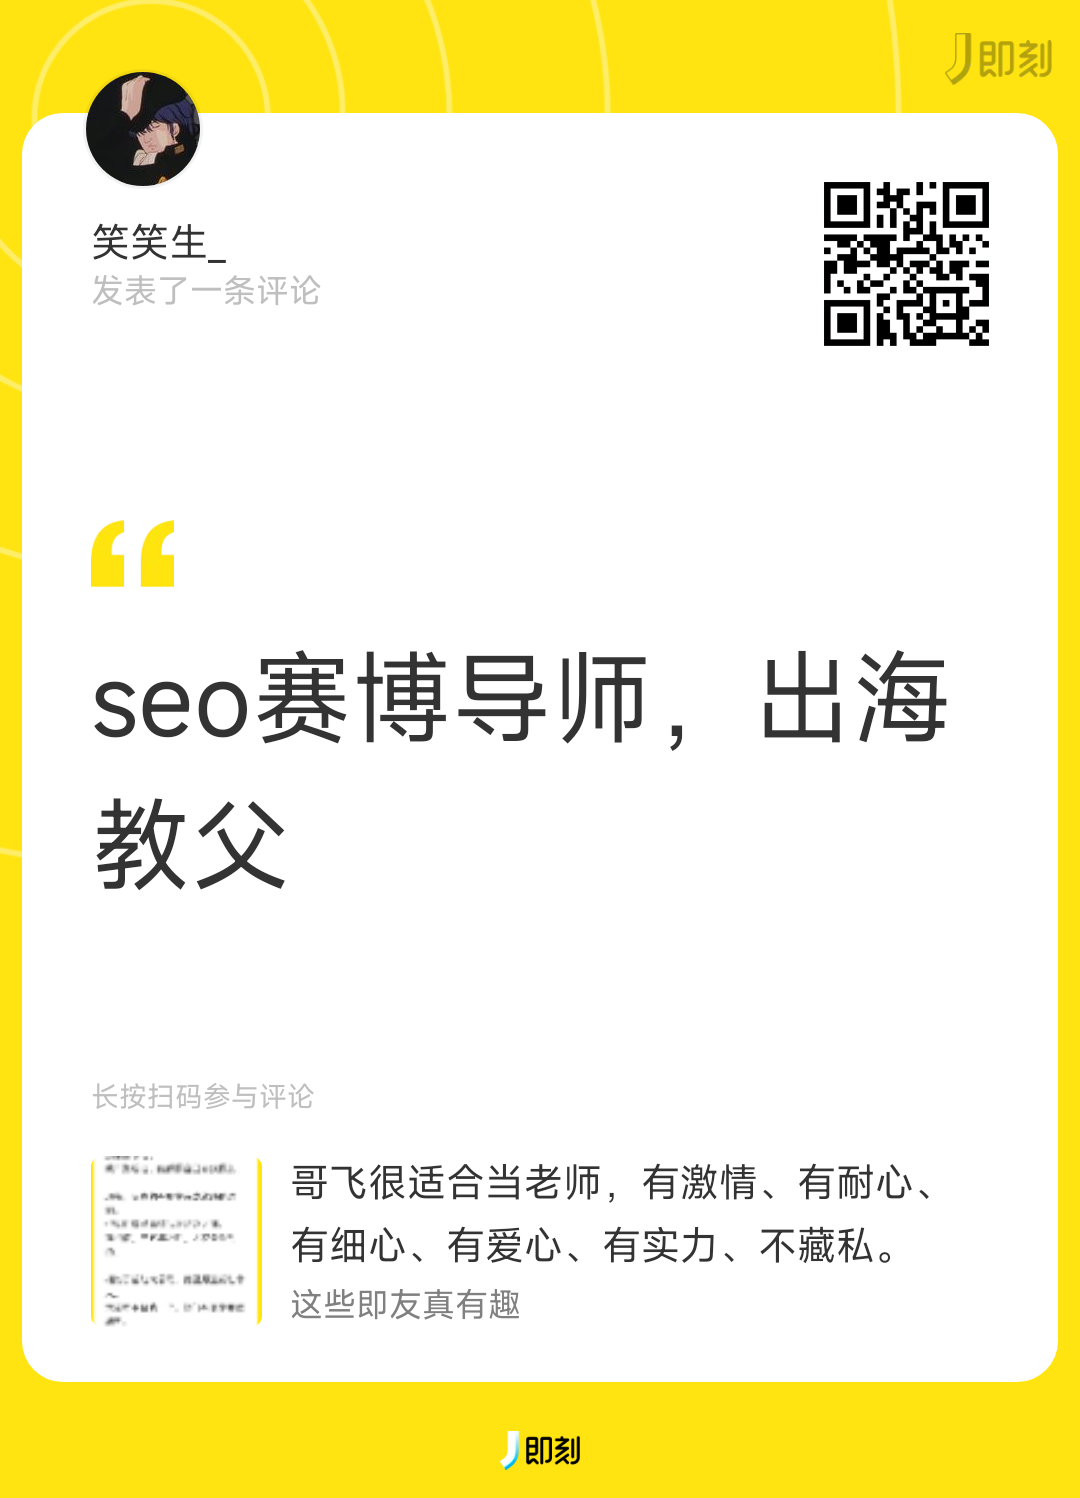 即刻
笑笑生_
发表了一条评论
seo赛博导师，出海
教父
长按扫码参与评论
哥飞很适合当老师，有激情、有耐心、
有细心、有爱心、有实力、不藏私。
这些即友真有趣
即刻